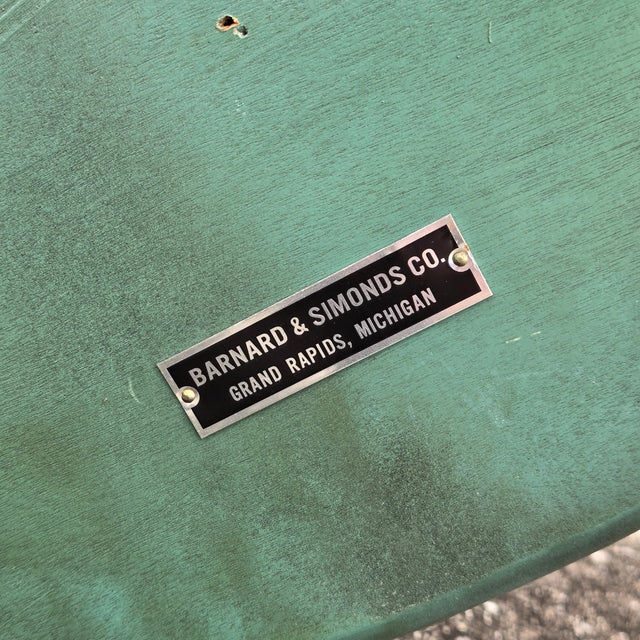 BARNARD & SIMONDS CO.
GRAND RAPIDS, MICHIGAN